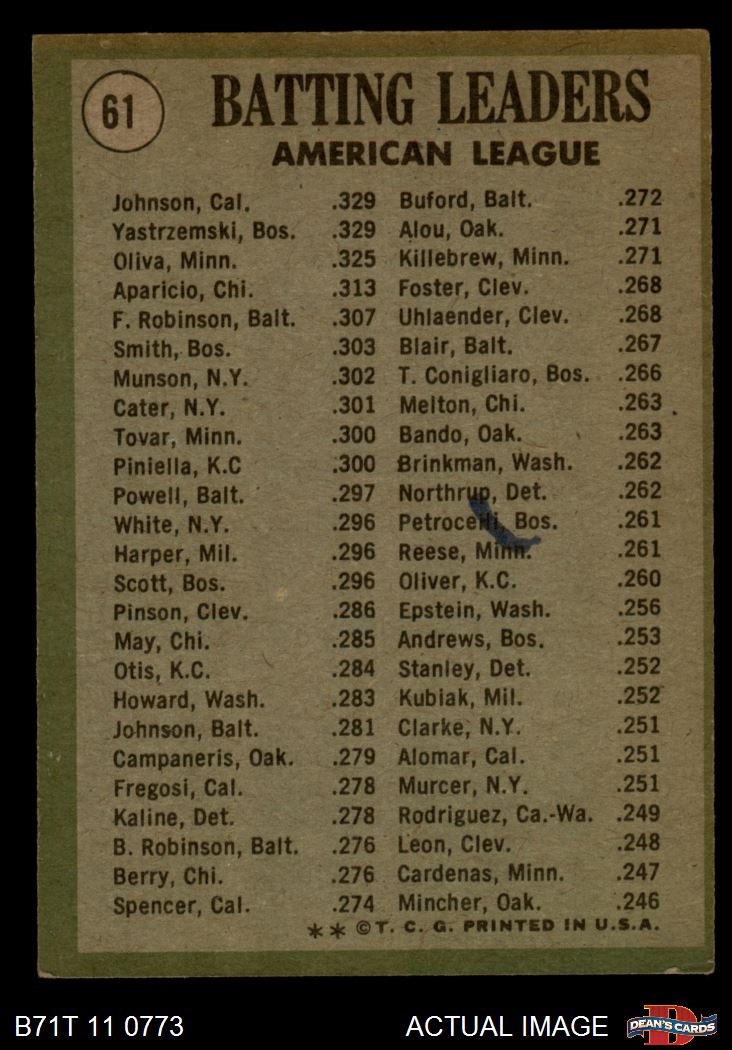 61
BATTING LEADERS
AMERICAN LEAGUE
Johnson, Cal. .329
Yastrzemski, Bos. .329
Oliva, Minn. .325
Aparicio, Chi. .313
F. Robinson, Balt. .307
Smith, Bos. .303
Munson, N.Y. .302
Cater, N.Y. .301
Tovar, Minn. .300
Piniella, K.C .300
Powell, Balt. .297
White, N.Y. .296
Harper, Mil. .296
Scott, Bos. .296
Pinson, Clev. .286
May, Chi. .285
Otis, K.C. .284
Howard, Wash. .283
Johnson, Balt. .281
Campaneris, Oak. .279
Fregosi, Cal. .278
Kaline, Det. .278
B. Robinson, Balt. .276
Berry, Chi. .276
Spencer, Cal. .274
Buford, Balt. .272
Alou, Oak. .271
Killebrew, Minn. .271
Foster, Clev. .268
Uhlaender, Clev. .268
Blair, Balt. .267
T. Conigliaro, Bos. .266
Melton, Chi. .263
Bando, Oak. .263
Brinkman, Wash. .262
Northrup, Det. .262
Petrocelli, Bos. .261
Reese, Minn. .261
Oliver, K.C. .260
Epstein, Wash. .256
Andrews, Bos. .253
Stanley, Det. .252
Kubiak, Mil. .252
Clarke, N.Y. .251
Alomar, Cal. .251
Murcer, N.Y. .251
Rodriguez, Ca.-Wa. .249
Leon, Clev. .248
Cardenas, Minn. .247
Mincher, Oak. .246
** ©T. C. G. PRINTED IN U.S.A.
B71T 11 0773
ACTUAL IMAGE
D
DEAN'S CARDS